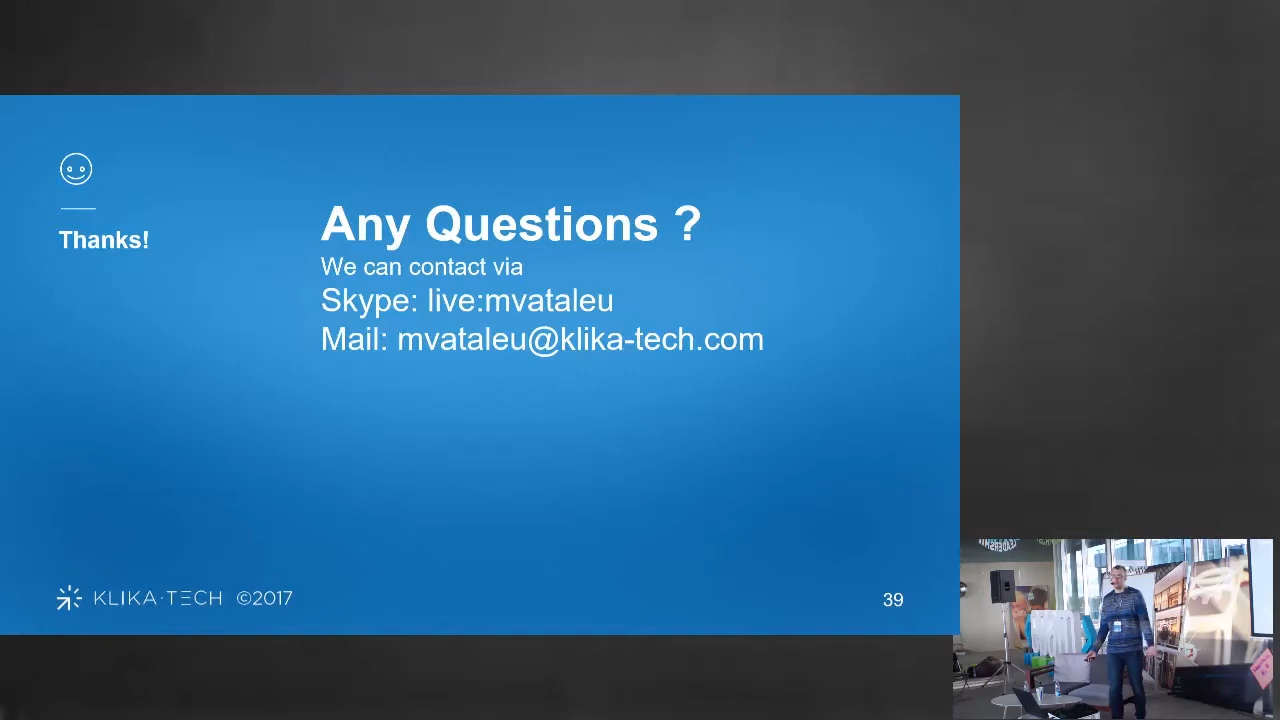 Thanks!
Any Questions ?
We can contact via
Skype: live:mvataleu
Mail: mvataleu@klika-tech.com
KLIKA·TECH ©2017
39